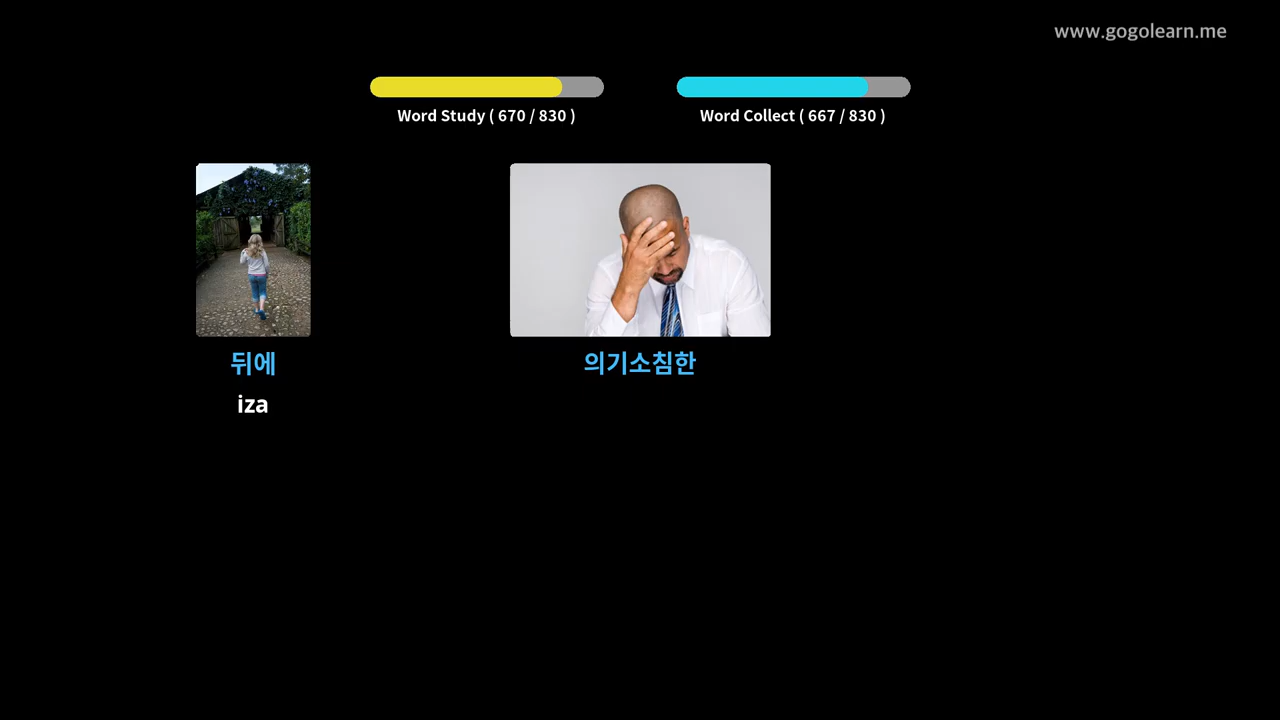 www.gogolearn.me
Word Study ( 670 / 830 )
Word Collect ( 667 / 830 )
뒤에
iza
의기소침한